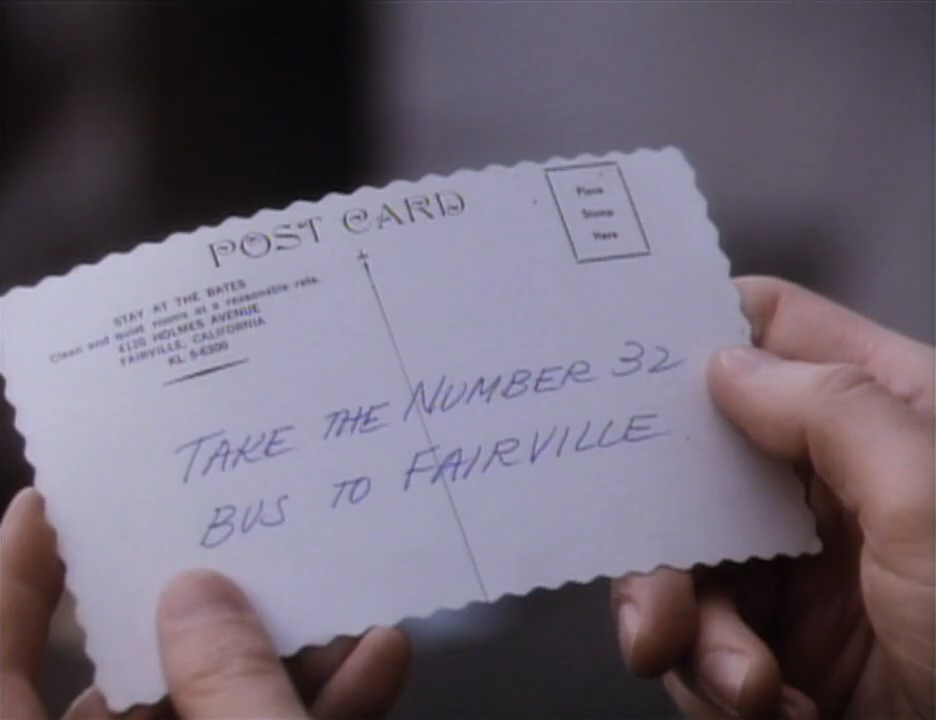 POST CARD
Place
Stamp
Here
STAY AT THE BATES
Clean and quiet rooms at a reasonable rate.
4120 HOLMES AVENUE
FAIRVILLE, CALIFORNIA
KL 5-6300
TAKE THE NUMBER 32
BUS TO FAIRVILLE.